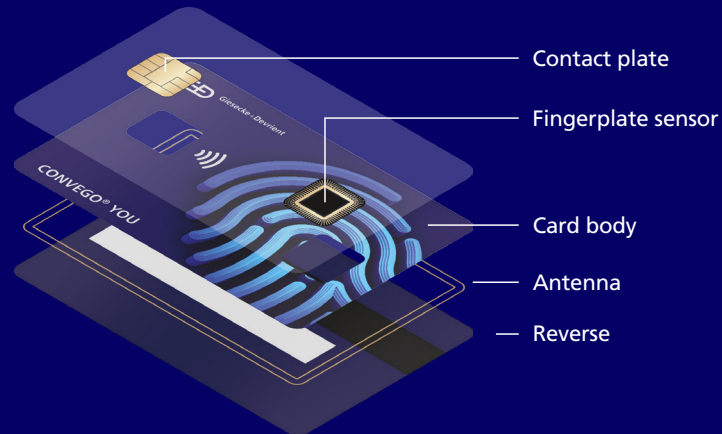 Contact plate
Giesecke+Devrient
Fingerplate sensor
CONVEGO® YOU
Card body
Antenna
Reverse